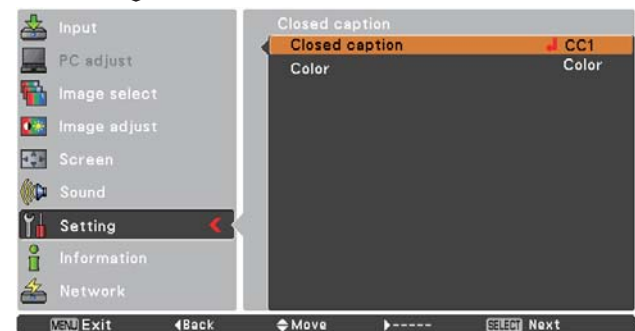 Input
PC adjust
Image select
Image adjust
Screen
Sound
Setting
Information
Network
Closed caption
Closed caption CC1
Color Color
MENU Exit Back Move ----- SELECT Next